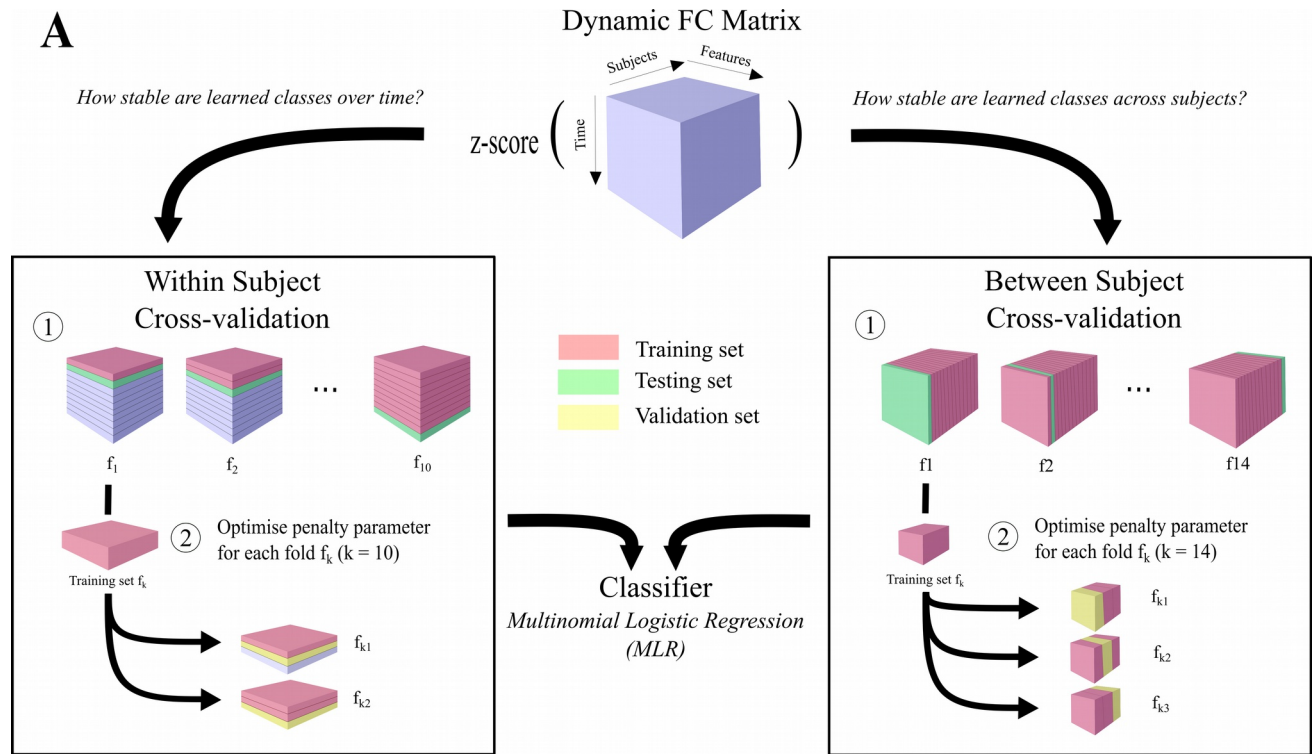 A
Dynamic FC Matrix
Subjects
Features
How stable are learned classes over time?
How stable are learned classes across subjects?
z-score ( )
Time
Within Subject
Cross-validation
1
f1
f2
...
f10
2
Optimise penalty parameter
for each fold fk (k = 10)
Training set fk
fk1
fk2
Training set
Testing set
Validation set
Classifier
Multinomial Logistic Regression
(MLR)
Between Subject
Cross-validation
1
f1
f2
...
f14
2
Optimise penalty parameter
for each fold fk (k = 14)
Training set fk
fk1
fk2
fk3